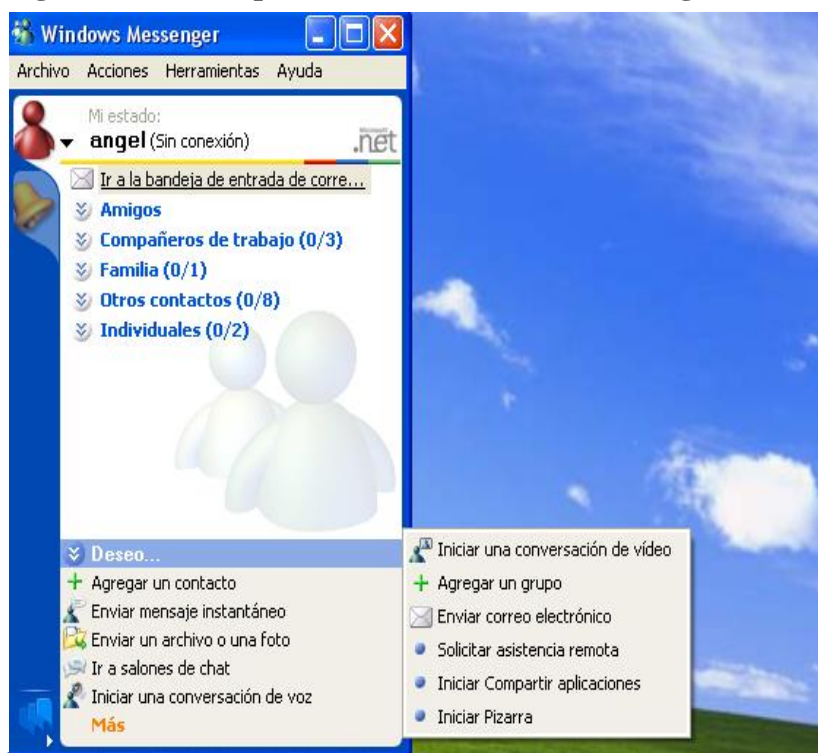 Windows Messenger
Archivo Acciones Herramientas Ayuda
Mi estado:
angel (Sin conexión)
.net
Ir a la bandeja de entrada de corre...
Amigos
Compañeros de trabajo (0/3)
Familia (0/1)
Otros contactos (0/8)
Individuales (0/2)
Deseo...
Agregar un contacto
Enviar mensaje instantáneo
Enviar un archivo o una foto
Ir a salones de chat
Iniciar una conversación de voz
Más
Iniciar una conversación de vídeo
Agregar un grupo
Enviar correo electrónico
Solicitar asistencia remota
Iniciar Compartir aplicaciones
Iniciar Pizarra